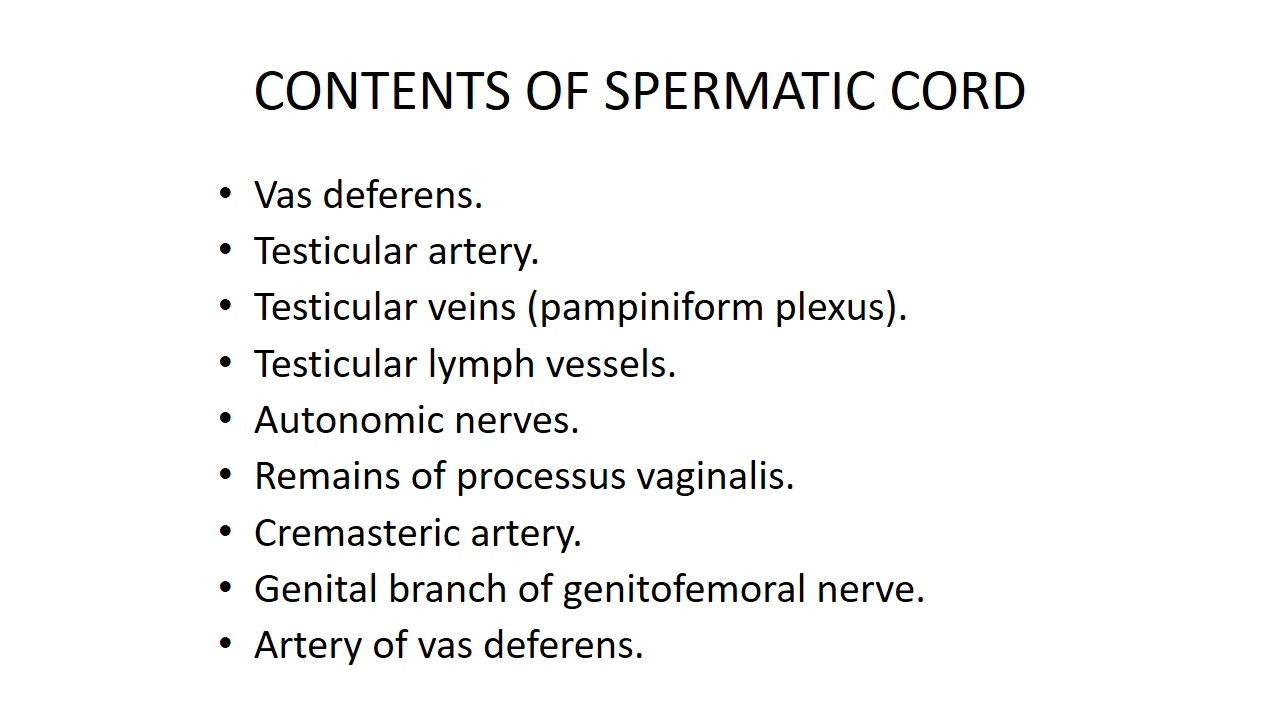 CONTENTS OF SPERMATIC CORD
• Vas deferens.
• Testicular artery.
• Testicular veins (pampiniform plexus).
• Testicular lymph vessels.
• Autonomic nerves.
• Remains of processus vaginalis.
• Cremasteric artery.
• Genital branch of genitofemoral nerve.
• Artery of vas deferens.